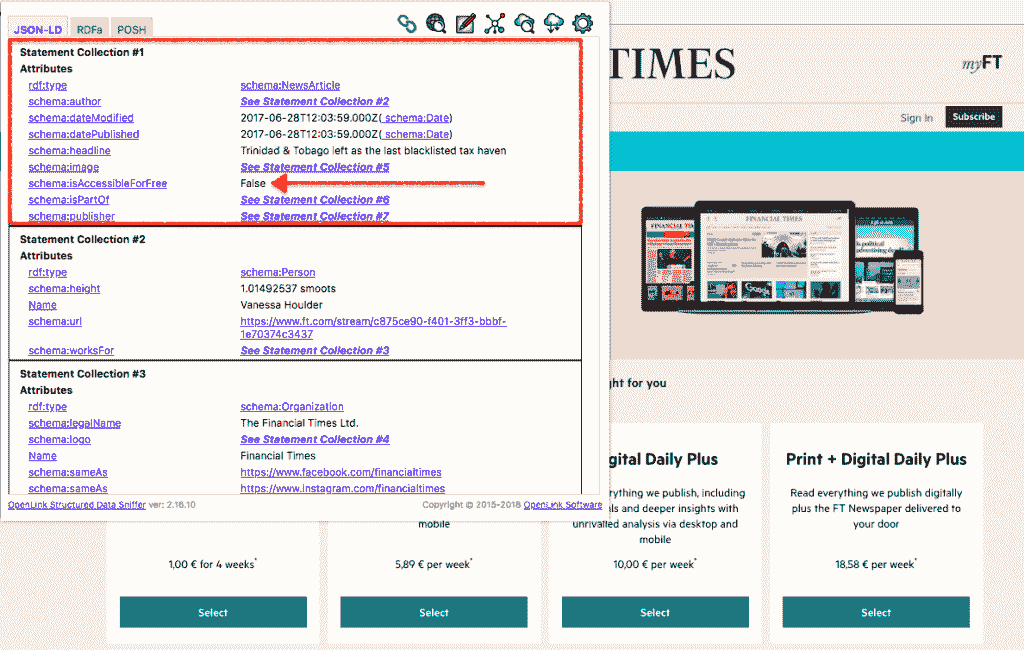 JSON-LD RDFa POSH
Statement Collection #1
Attributes
rdf:type schema:NewsArticle
schema:author See Statement Collection #2
schema:dateModified 2017-06-28T12:03:59.000Z( schema:Date)
schema:datePublished 2017-06-28T12:03:59.000Z( schema:Date)
schema:headline Trinidad & Tobago left as the last blacklisted tax haven
schema:image See Statement Collection #5
schema:isAccessibleForFree False
schema:isPartOf See Statement Collection #6
schema:publisher See Statement Collection #7
Statement Collection #2
Attributes
rdf:type schema:Person
schema:height 1.01492537 smoots
Name Vanessa Houlder
schema:url https://www.ft.com/stream/c875ce90-f401-3ff3-bbbf-
1e70374c3437
schema:worksFor See Statement Collection #3
Statement Collection #3
Attributes
rdf:type schema:Organization
schema:legalName The Financial Times Ltd.
schema:logo See Statement Collection #4
Name Financial Times
schema:sameAs https://www.facebook.com/financialtimes
schema:sameAs https://www.instagram.com/financialtimes
OpenLink Structured Data Sniffer ver: 2.16.10 Copyright © 2015-2018 OpenLink Software
TIMES
myFT
Sign In Subscribe
FINANCIAL TIMES
ght for you
mobile
1,00 € for 4 weeks*
Select
5,89 € per week*
Select
gital Daily Plus
rything we publish, including
ls and deeper insights with
unrivalled analysis via desktop and
mobile
10,00 € per week*
Select
Print + Digital Daily Plus
Read everything we publish digitally
plus the FT Newspaper delivered to
your door
18,58 € per week*
Select